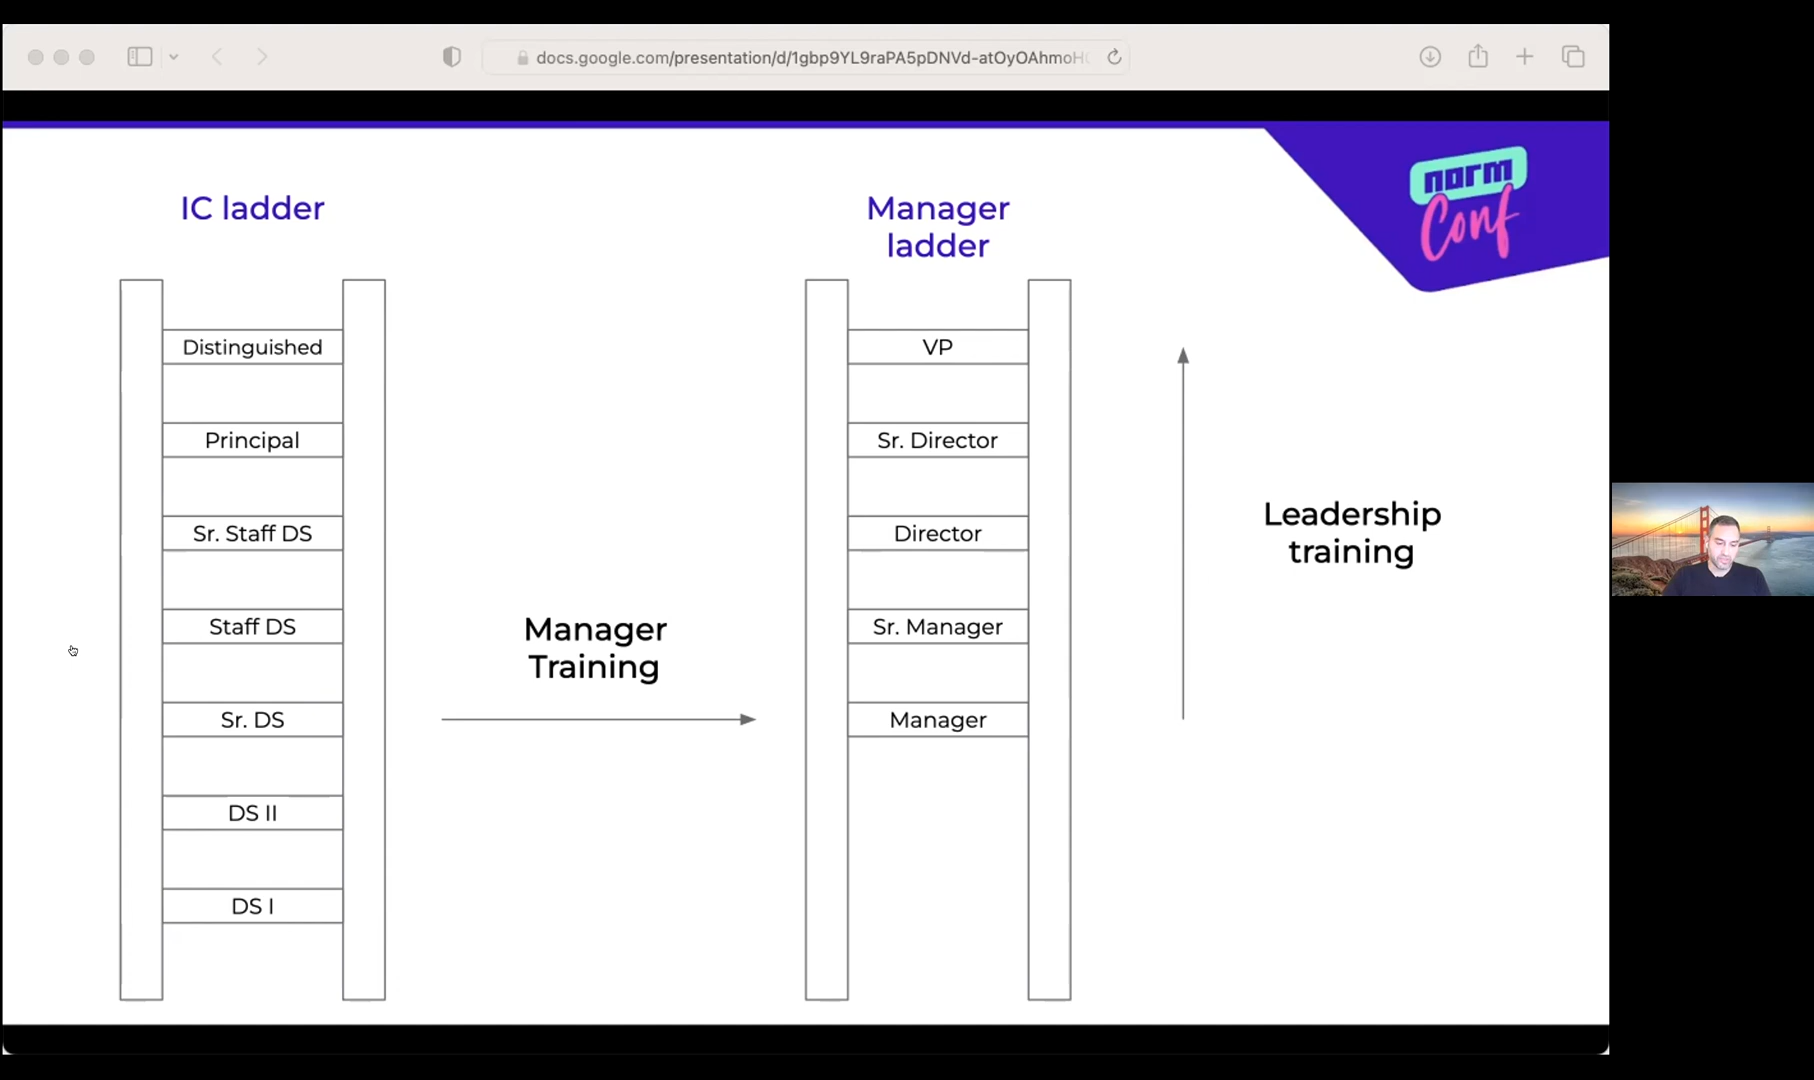 docs.google.com/presentation/d/1gbp9YL9raPA5pDNVd-atOyOAhmoH
norm
Conf
IC ladder
Distinguished
Principal
Sr. Staff DS
Staff DS
Sr. DS
DS II
DS I
Manager
Training
Manager
ladder
VP
Sr. Director
Director
Sr. Manager
Manager
Leadership
training